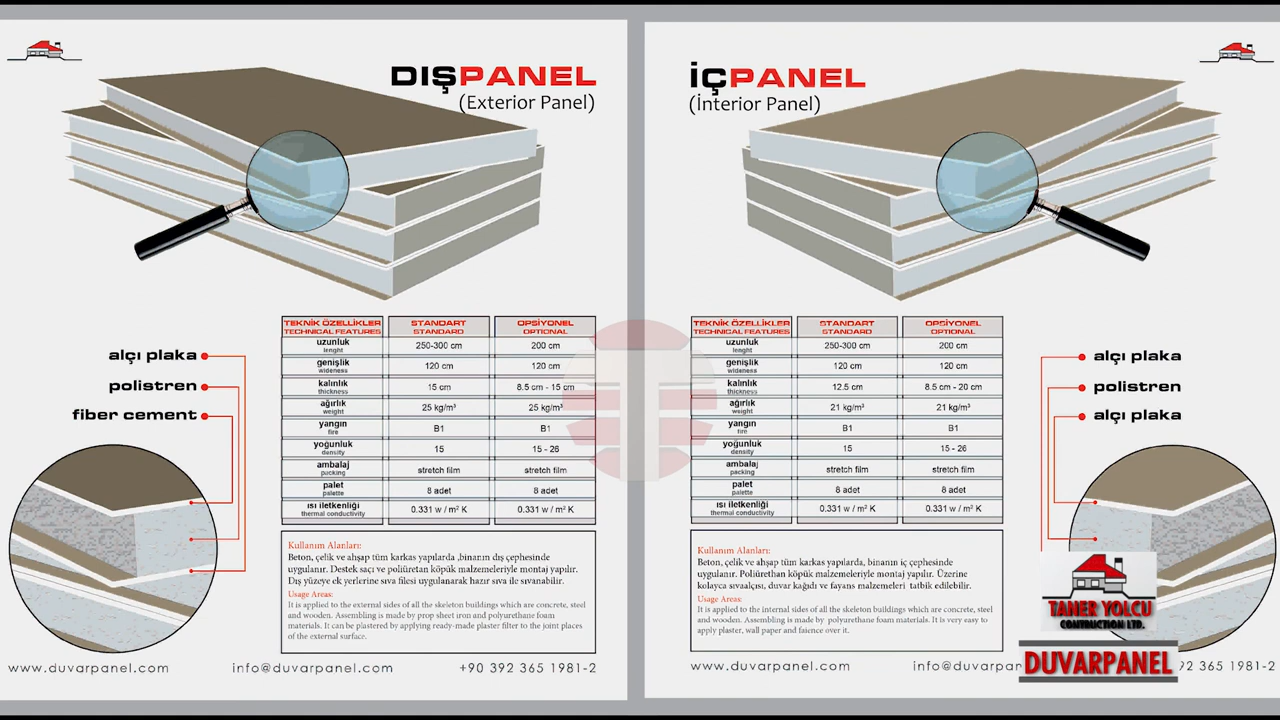 DIŞPANEL
(Exterior Panel)
TEKNİK ÖZELLİKLER STANDART OPSİYONEL
TECHNICAL FEATURES STANDARD OPTIONAL
uzunluk 250-300 cm 200 cm
lenght
genişlik 120 cm 120 cm
wideness
kalınlık 15 cm 8.5 cm - 15 cm
thickness
ağırlık 25 kg/m³ 25 kg/m³
weight
yangın B1 B1
fire
yoğunluk 15 15 - 26
density
ambalaj stretch film stretch film
packing
palet 8 adet 8 adet
palette
ısı iletkenliği 0.331 w / m² K 0.331 w / m² K
thermal conductivity
alçı plaka
polistren
fiber cement
Kullanım Alanları:
Beton, çelik ve ahşap tüm karkas yapılarda ,binanın dış çephesinde
uygulanır. Destek saçı ve poliüretan köpük malzemeleriyle montaj yapılır.
Dış yüzeye ek yerlerine sıva filesi uygulanarak hazır sıva ile sıvanabilir.
Usage Areas:
It is applied to the external sides of all the skeleton buildings which are concrete, steel
and wooden. Assembling is made by prop sheet iron and polyurethane foam
materials. It can be plastered by applying ready-made plaster filter to the joint places
of the external surface.
www.duvarpanel.com info@duvarpanel.com +90 392 365 1981-2
İÇPANEL
(İnterior Panel)
TEKNİK ÖZELLİKLER STANDART OPSİYONEL
TECHNICAL FEATURES STANDARD OPTIONAL
uzunluk 250-300 cm 200 cm
lenght
genişlik 120 cm 120 cm
wideness
kalınlık 12.5 cm 8.5 cm - 20 cm
thickness
ağırlık 21 kg/m³ 21 kg/m³
weight
yangın B1 B1
fire
yoğunluk 15 15 - 26
density
ambalaj stretch film stretch film
packing
palet 8 adet 8 adet
palette
ısı iletkenliği 0.331 w / m² K 0.331 w / m² K
thermal conductivity
alçı plaka
polistren
alçı plaka
Kullanım Alanları:
Beton, çelik ve ahşap tüm karkas yapılarda, binanın iç çephesinde
uygulanır. Poliürethan köpük malzemeleriyle montaj yapılır. Üzerine
kolayca sıvaalçısı, duvar kağıdı ve fayans malzemeleri tatbik edilebilir.
Usage Areas:
It is applied to the internal sides of all the skeleton buildings which are concrete, steel
and wooden. Assembling is made by polyurethane foam materials. It is very easy to
apply plaster, wall paper and faience over it.
www.duvarpanel.com info@duvarpan 92 365 1981-2
TANER YOLCU
CONTRUCTION LTD.
DUVARPANEL